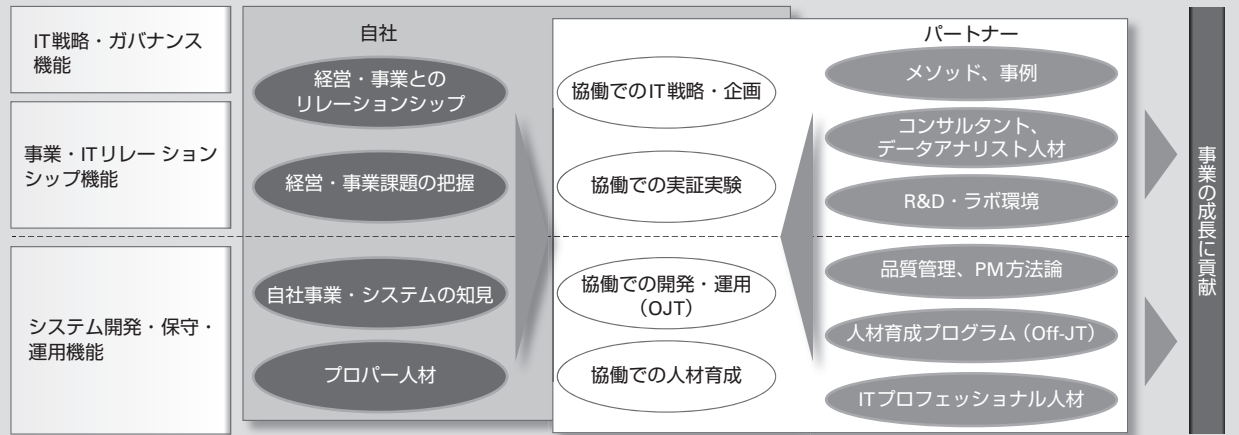 IT戦略・ガバナンス
機能
事業・ITリレーション
シップ機能
システム開発・保守・
運用機能
自社
経営・事業との
リレーションシップ
経営・事業課題の把握
自社事業・システムの知見
プロパー人材
協働でのIT戦略・企画
協働での実証実験
協働での開発・運用
（OJT）
協働での人材育成
パートナー
メソッド、事例
コンサルタント、
データアナリスト人材
R&D・ラボ環境
品質管理、PM方法論
人材育成プログラム（Off-JT）
ITプロフェッショナル人材
事業の成長に貢献